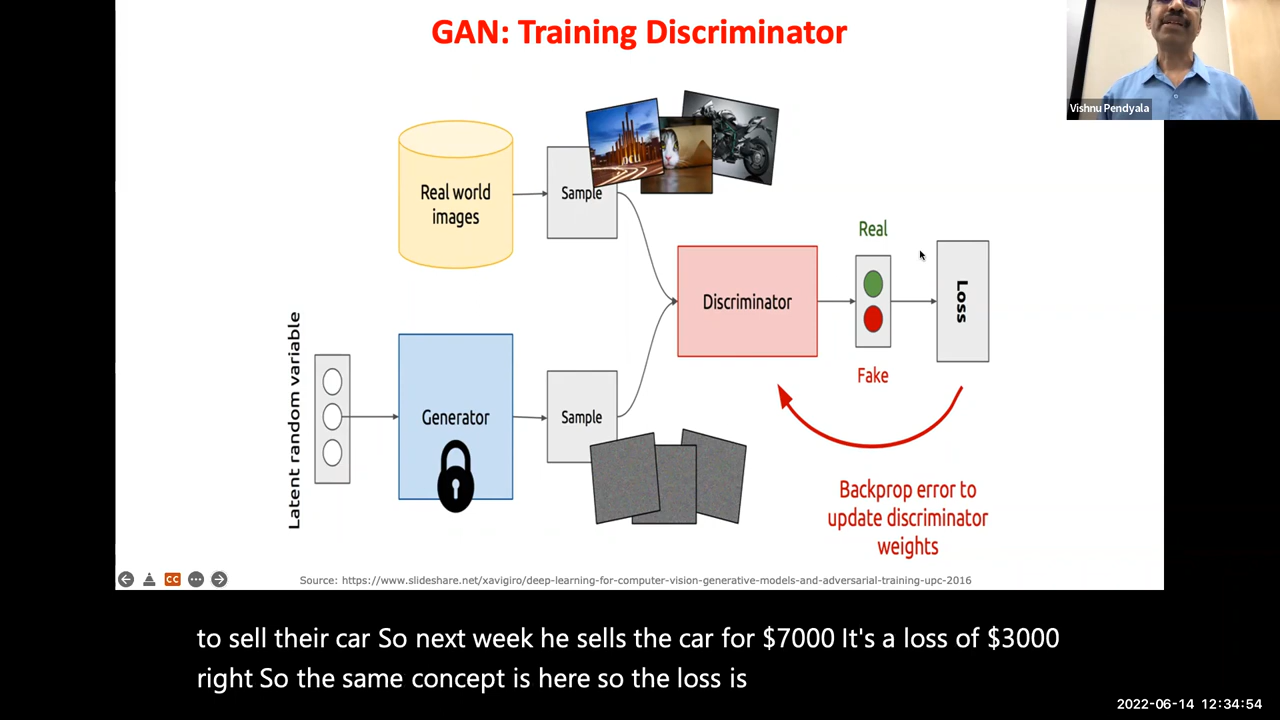 GAN: Training Discriminator
Vishnu Pendyala
Real world
images
Sample
Real
Discriminator
Loss
Fake
Latent random variable
Generator
Sample
Backprop error to
update discriminator
weights
CC
Source: https://www.slideshare.net/xavigiro/deep-learning-for-computer-vision-generative-models-and-adversarial-training-upc-2016
to sell their car So next week he sells the car for $7000 It's a loss of $3000
right So the same concept is here so the loss is
2022-06-14 12:34:54